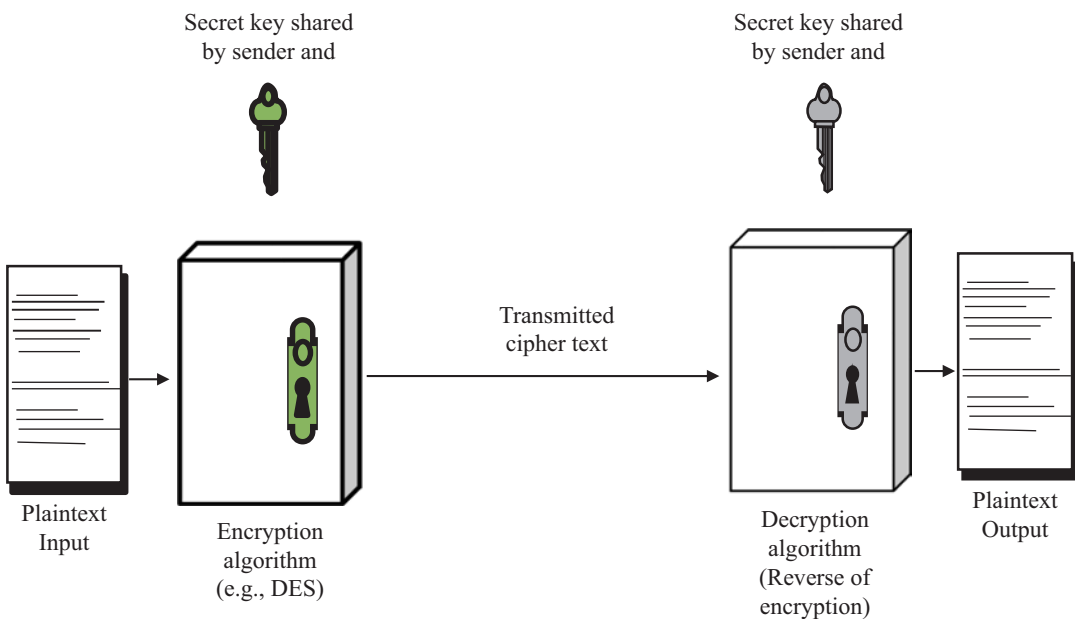 Secret key shared
by sender and
Secret key shared
by sender and
Transmitted
cipher text
Plaintext
Input
Encryption
algorithm
(e.g., DES)
Decryption
algorithm
(Reverse of
encryption)
Plaintext
Output